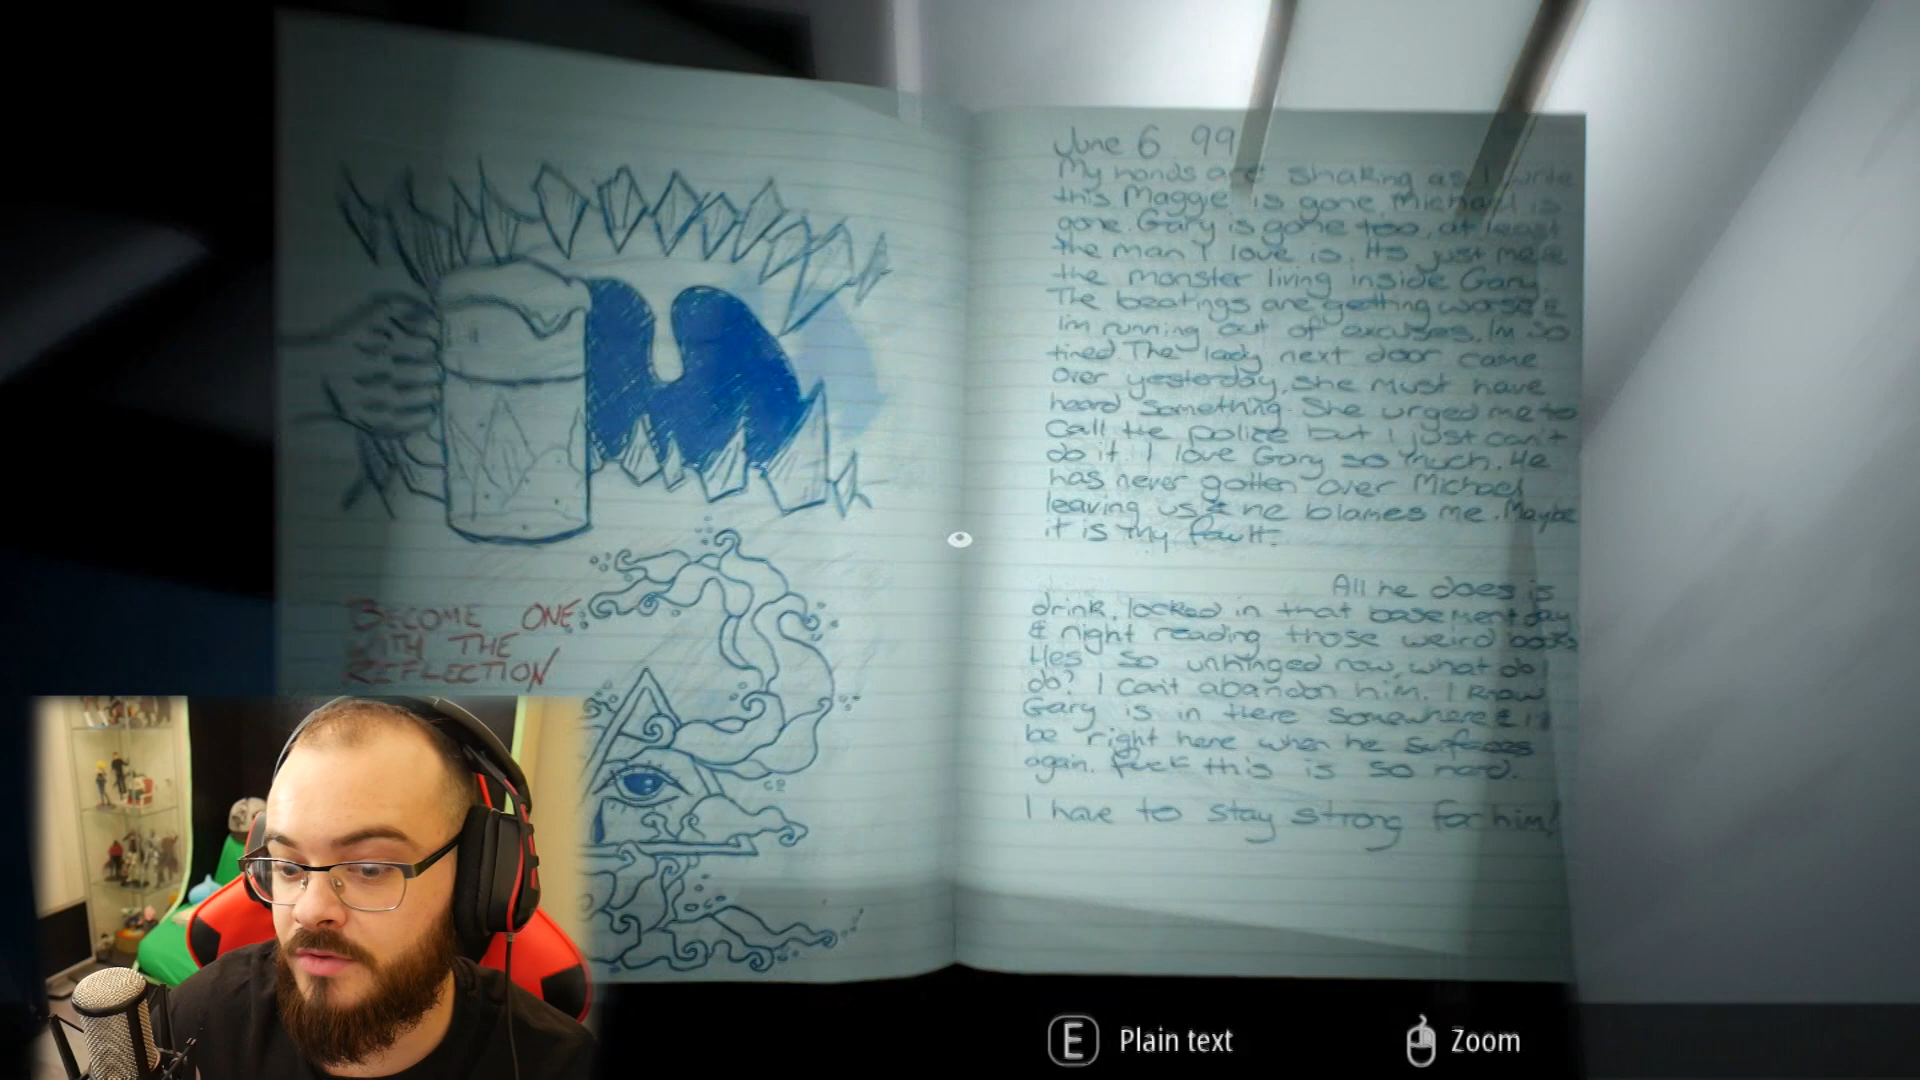 BECOME ONE
WITH THE
REFLECTION
June 6 99
My hands are shaking as I write
this Maggie is gone, Michael is
gone. Gary is gone too, at least
the man I love is. Its just me &
the monster living inside Gary
The beatings are getting worse &
Im running out of excuses. Im so
tired The lady next door came
over yesterday, she must have
heard something. She urged me to
call the police but I just can't
do it. I love Gary so much. He
has never gotten over Michael
leaving us & he blames me. Maybe
it is my fault.
All he does is
drink, locked in that basement day
& night reading those weird books
Hes so unhinged now, what do I
do? I can't abandon him. I know
Gary is in there somewhere & il
be right here when he surfaces
again. fuck this is so hard.
I have to stay strong for him!
E Plain text
Zoom